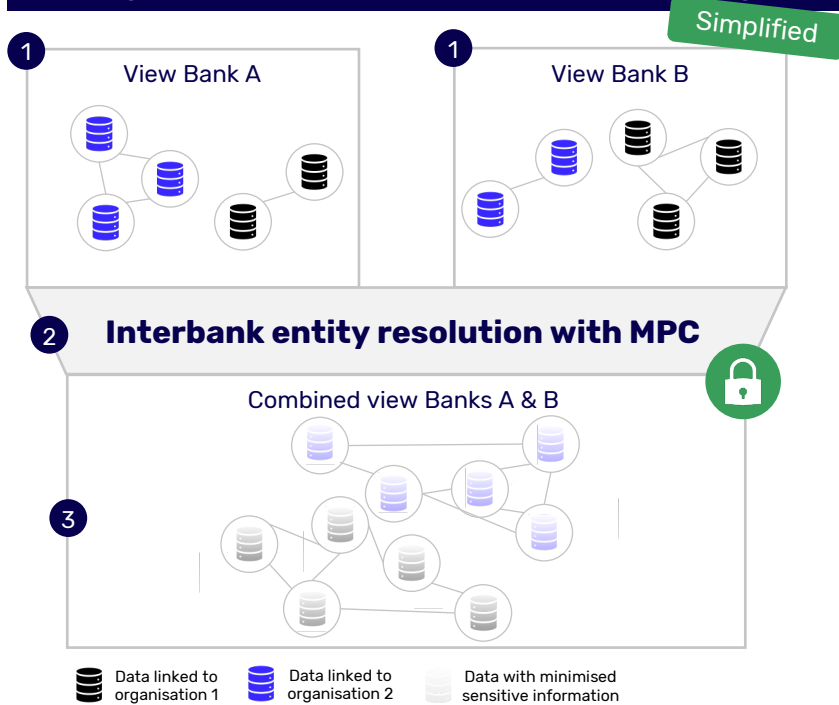 Simplified
1
View Bank A
1
View Bank B
2
Interbank entity resolution with MPC
Combined view Banks A & B
3
Data linked to
organisation 1
Data linked to
organisation 2
Data with minimised
sensitive information